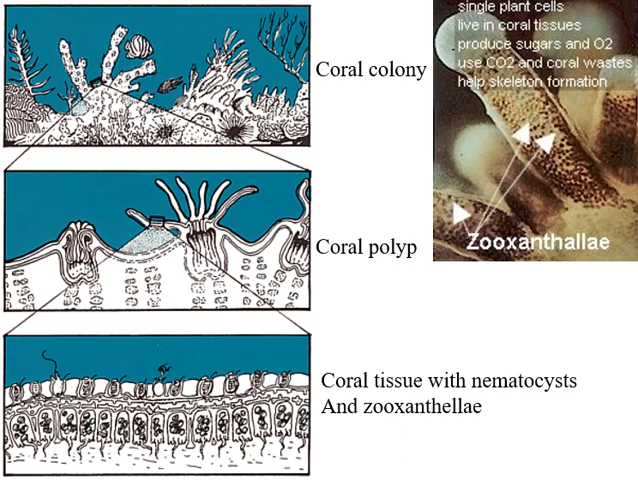 single plant cells
live in coral tissues
produce sugars and O2
use CO2 and coral wastes
help skeleton formation
Coral colony
Coral polyp
Zooxanthallae
Coral tissue with nematocysts
And zooxanthellae